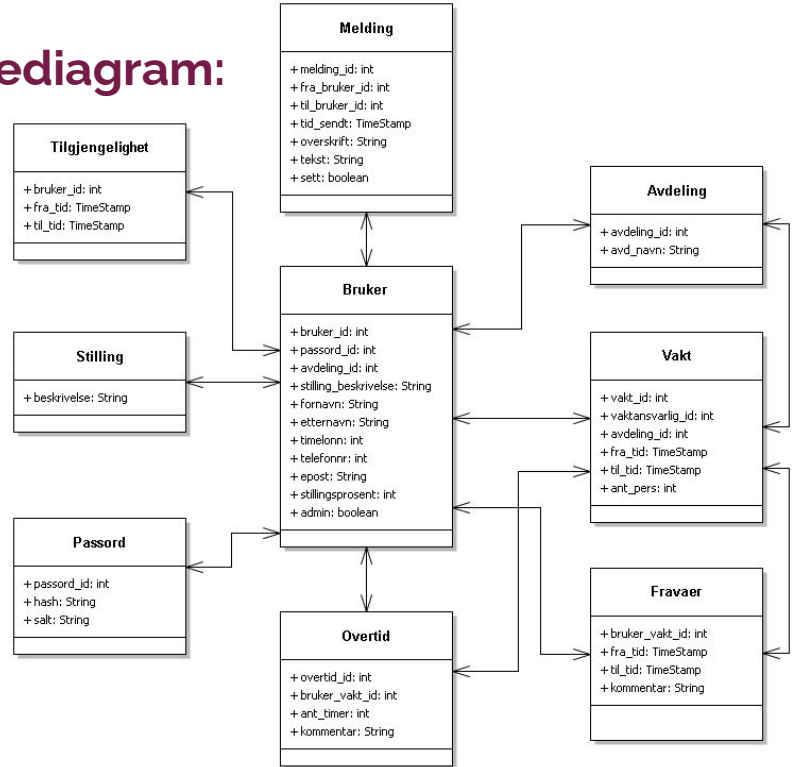 ediagram:
Melding
+ melding_id: int
+ fra_bruker_id: int
+ til_bruker_id: int
+ tid_sendt: TimeStamp
+ overskrift: String
+ tekst: String
+ sett: boolean
Tilgjengelighet
+ bruker_id: int
+ fra_tid: TimeStamp
+ til_tid: TimeStamp
Avdeling
+ avdeling_id: int
+ avd_navn: String
Bruker
+ bruker_id: int
+ passord_id: int
+ avdeling_id: int
+ stilling_beskrivelse: String
+ fornavn: String
+ etternavn: String
+ timelonn: int
+ telefonnr: int
+ epost: String
+ stillingsprosent: int
+ admin: boolean
Stilling
+ beskrivelse: String
Vakt
+ vakt_id: int
+ vaktansvarlig_id: int
+ avdeling_id: int
+ fra_tid: TimeStamp
+ til_tid: TimeStamp
+ ant_pers: int
Passord
+ passord_id: int
+ hash: String
+ salt: String
Overtid
+ overtid_id: int
+ bruker_vakt_id: int
+ ant_timer: int
+ kommentar: String
Fravaer
+ bruker_vakt_id: int
+ fra_tid: TimeStamp
+ til_tid: TimeStamp
+ kommentar: String